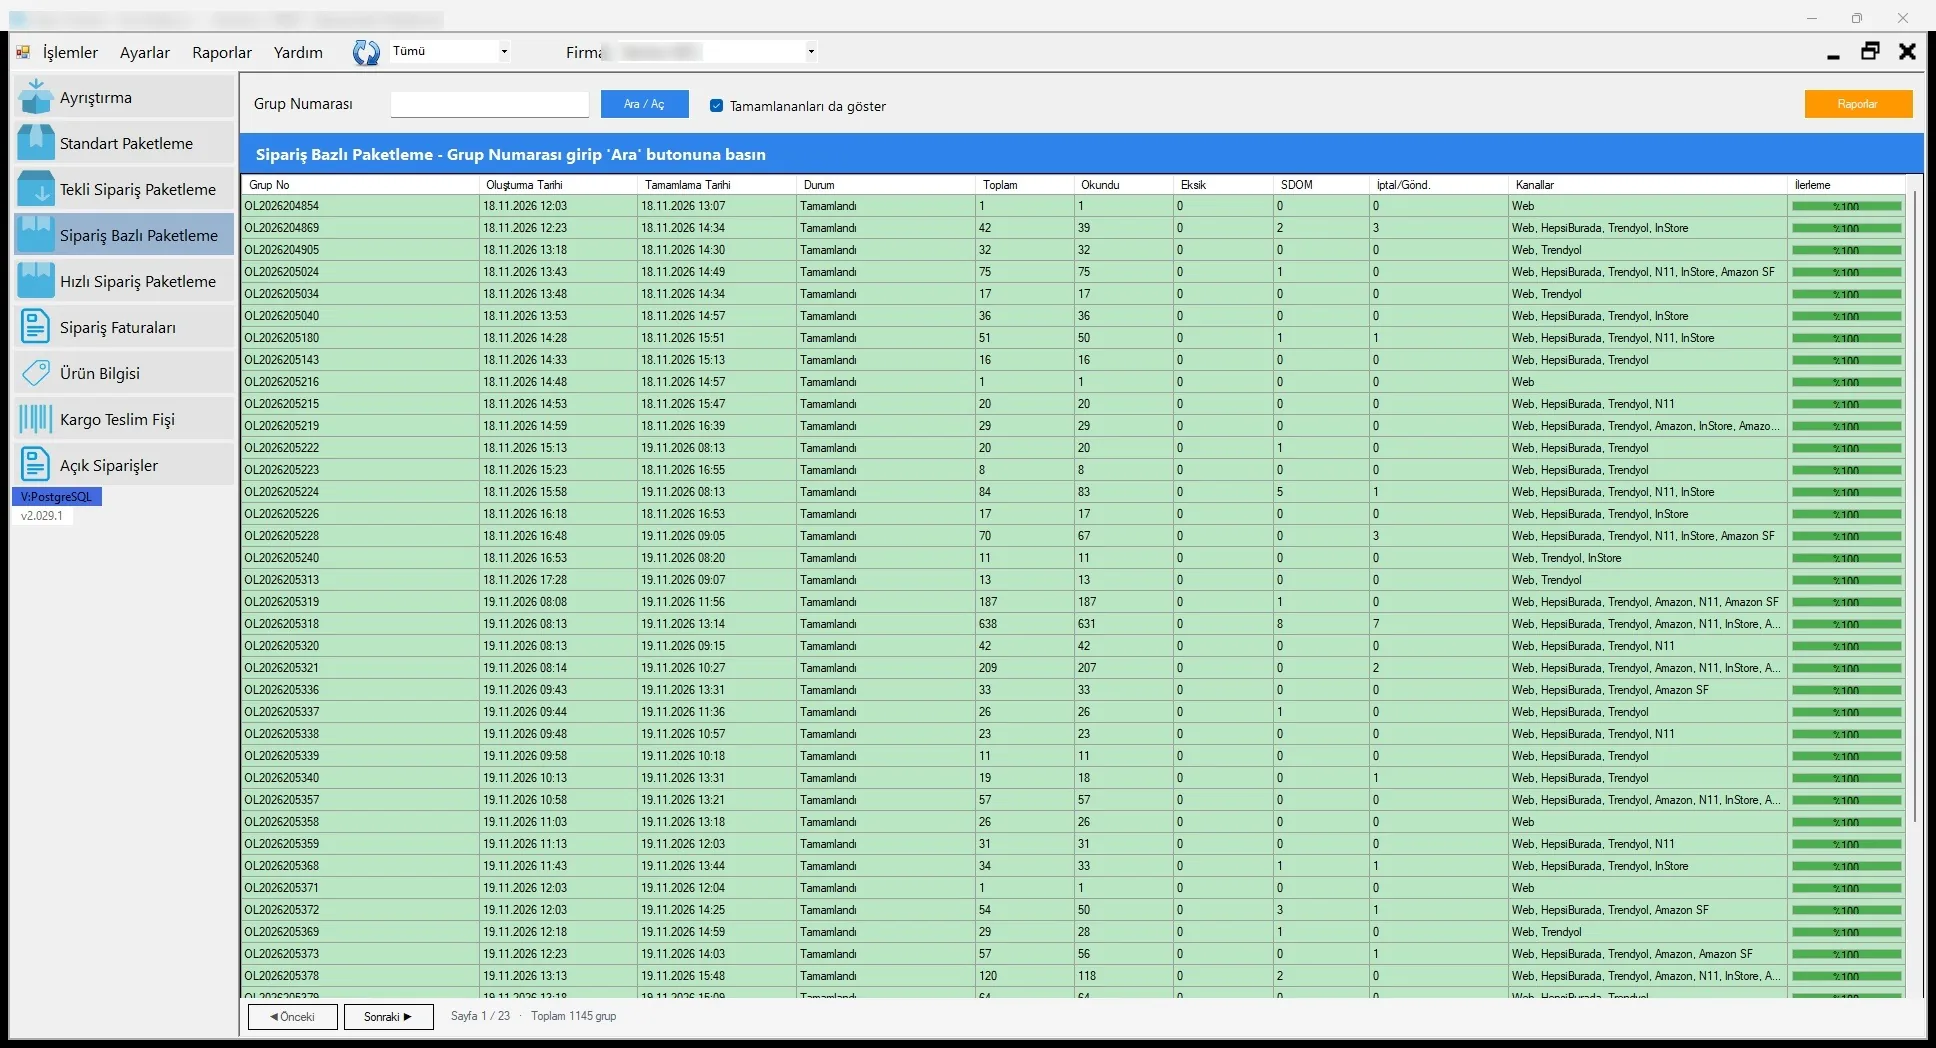 İşlemler Ayarlar Raporlar Yardım Tümü Firma
Ayrıştırma
Standart Paketleme
Tekli Sipariş Paketleme
Sipariş Bazlı Paketleme
Hızlı Sipariş Paketleme
Sipariş Faturaları
Ürün Bilgisi
Kargo Teslim Fişi
Açık Siparişler
V:PostgreSQL
v2.029.1
Grup Numarası Ara / Aç Tamamlananları da göster Raporlar
Sipariş Bazlı Paketleme - Grup Numarası girip 'Ara' butonuna basın
Grup No Oluşturma Tarihi Tamamlama Tarihi Durum Toplam Okundu Eksik SDOM İptal/Gönd. Kanallar İlerleme
OL2026204854 18.11.2026 12:03 18.11.2026 13:07 Tamamlandı 1 1 0 0 0 Web %100
OL2026204869 18.11.2026 12:23 18.11.2026 14:34 Tamamlandı 42 39 0 2 3 Web, HepsiBurada, Trendyol, InStore %100
OL2026204905 18.11.2026 13:18 18.11.2026 14:30 Tamamlandı 32 32 0 0 0 Web, Trendyol %100
OL2026205024 18.11.2026 13:43 18.11.2026 14:49 Tamamlandı 75 75 0 1 0 Web, HepsiBurada, Trendyol, N11, InStore, Amazon SF %100
OL2026205034 18.11.2026 13:48 18.11.2026 14:34 Tamamlandı 17 17 0 0 0 Web, Trendyol %100
OL2026205040 18.11.2026 13:53 18.11.2026 14:57 Tamamlandı 36 36 0 0 0 Web, HepsiBurada, Trendyol, InStore %100
OL2026205180 18.11.2026 14:28 18.11.2026 15:51 Tamamlandı 51 50 0 1 1 Web, HepsiBurada, Trendyol, N11, InStore %100
OL2026205143 18.11.2026 14:33 18.11.2026 15:13 Tamamlandı 16 16 0 0 0 Web, HepsiBurada, Trendyol %100
OL2026205216 18.11.2026 14:48 18.11.2026 14:57 Tamamlandı 1 1 0 0 0 Web %100
OL2026205215 18.11.2026 14:53 18.11.2026 15:47 Tamamlandı 20 20 0 0 0 Web, HepsiBurada, Trendyol, N11 %100
OL2026205219 18.11.2026 14:59 18.11.2026 16:39 Tamamlandı 29 29 0 0 0 Web, HepsiBurada, Trendyol, Amazon, InStore, Amazo... %100
OL2026205222 18.11.2026 15:13 19.11.2026 08:13 Tamamlandı 20 20 0 1 0 Web, HepsiBurada, Trendyol %100
OL2026205223 18.11.2026 15:23 18.11.2026 16:55 Tamamlandı 8 8 0 0 0 Web, HepsiBurada, Trendyol %100
OL2026205224 18.11.2026 15:58 19.11.2026 08:13 Tamamlandı 84 83 0 5 1 Web, HepsiBurada, Trendyol, N11, InStore %100
OL2026205226 18.11.2026 16:18 18.11.2026 16:53 Tamamlandı 17 17 0 0 0 Web, HepsiBurada, Trendyol, InStore %100
OL2026205228 18.11.2026 16:48 19.11.2026 09:05 Tamamlandı 70 67 0 0 3 Web, HepsiBurada, Trendyol, N11, InStore, Amazon SF %100
OL2026205240 18.11.2026 16:53 19.11.2026 08:20 Tamamlandı 11 11 0 0 0 Web, Trendyol, InStore %100
OL2026205313 18.11.2026 17:28 19.11.2026 09:07 Tamamlandı 13 13 0 0 0 Web, Trendyol %100
OL2026205319 19.11.2026 08:08 19.11.2026 11:56 Tamamlandı 187 187 0 1 0 Web, HepsiBurada, Trendyol, Amazon, N11, Amazon SF %100
OL2026205318 19.11.2026 08:13 19.11.2026 13:14 Tamamlandı 638 631 0 8 7 Web, HepsiBurada, Trendyol, Amazon, N11, InStore, A... %100
OL2026205320 19.11.2026 08:13 19.11.2026 09:15 Tamamlandı 42 42 0 0 0 Web, HepsiBurada, Trendyol, N11 %100
OL2026205321 19.11.2026 08:14 19.11.2026 10:27 Tamamlandı 209 207 0 0 2 Web, HepsiBurada, Trendyol, Amazon, N11, InStore, A... %100
OL2026205336 19.11.2026 09:43 19.11.2026 13:31 Tamamlandı 33 33 0 0 0 Web, HepsiBurada, Trendyol, Amazon SF %100
OL2026205337 19.11.2026 09:44 19.11.2026 11:36 Tamamlandı 26 26 0 1 0 Web, HepsiBurada, Trendyol %100
OL2026205338 19.11.2026 09:48 19.11.2026 10:57 Tamamlandı 23 23 0 0 0 Web, HepsiBurada, Trendyol, N11 %100
OL2026205339 19.11.2026 09:58 19.11.2026 10:18 Tamamlandı 11 11 0 0 0 Web, HepsiBurada, Trendyol %100
OL2026205340 19.11.2026 10:13 19.11.2026 13:31 Tamamlandı 19 18 0 0 1 Web, HepsiBurada, Trendyol %100
OL2026205357 19.11.2026 10:58 19.11.2026 13:21 Tamamlandı 57 57 0 0 0 Web, HepsiBurada, Trendyol, Amazon, N11, InStore, A... %100
OL2026205358 19.11.2026 11:03 19.11.2026 13:18 Tamamlandı 26 26 0 0 0 Web %100
OL2026205359 19.11.2026 11:13 19.11.2026 12:03 Tamamlandı 31 31 0 0 0 Web, HepsiBurada, Trendyol, N11 %100
OL2026205368 19.11.2026 11:43 19.11.2026 13:44 Tamamlandı 34 33 0 1 1 Web, HepsiBurada, Trendyol, InStore %100
OL2026205371 19.11.2026 12:03 19.11.2026 12:04 Tamamlandı 1 1 0 0 0 Web %100
OL2026205372 19.11.2026 12:03 19.11.2026 14:25 Tamamlandı 54 50 0 3 1 Web, HepsiBurada, Trendyol, Amazon SF %100
OL2026205369 19.11.2026 12:18 19.11.2026 14:59 Tamamlandı 29 28 0 1 0 Web, Trendyol %100
OL2026205373 19.11.2026 12:23 19.11.2026 14:03 Tamamlandı 57 56 0 0 1 Web, HepsiBurada, Trendyol, Amazon, Amazon SF %100
OL2026205378 19.11.2026 13:13 19.11.2026 15:48 Tamamlandı 120 118 0 2 0 Web, HepsiBurada, Trendyol, Amazon, N11, InStore, A... %100
OL2026205379 19.11.2026 13:18 19.11.2026 15:09 Tamamlandı 64 64 0 0 0 Web, HepsiBurada, Trendyol %100
◄ Önceki Sonraki ► Sayfa 1 / 23 · Toplam 1145 grup